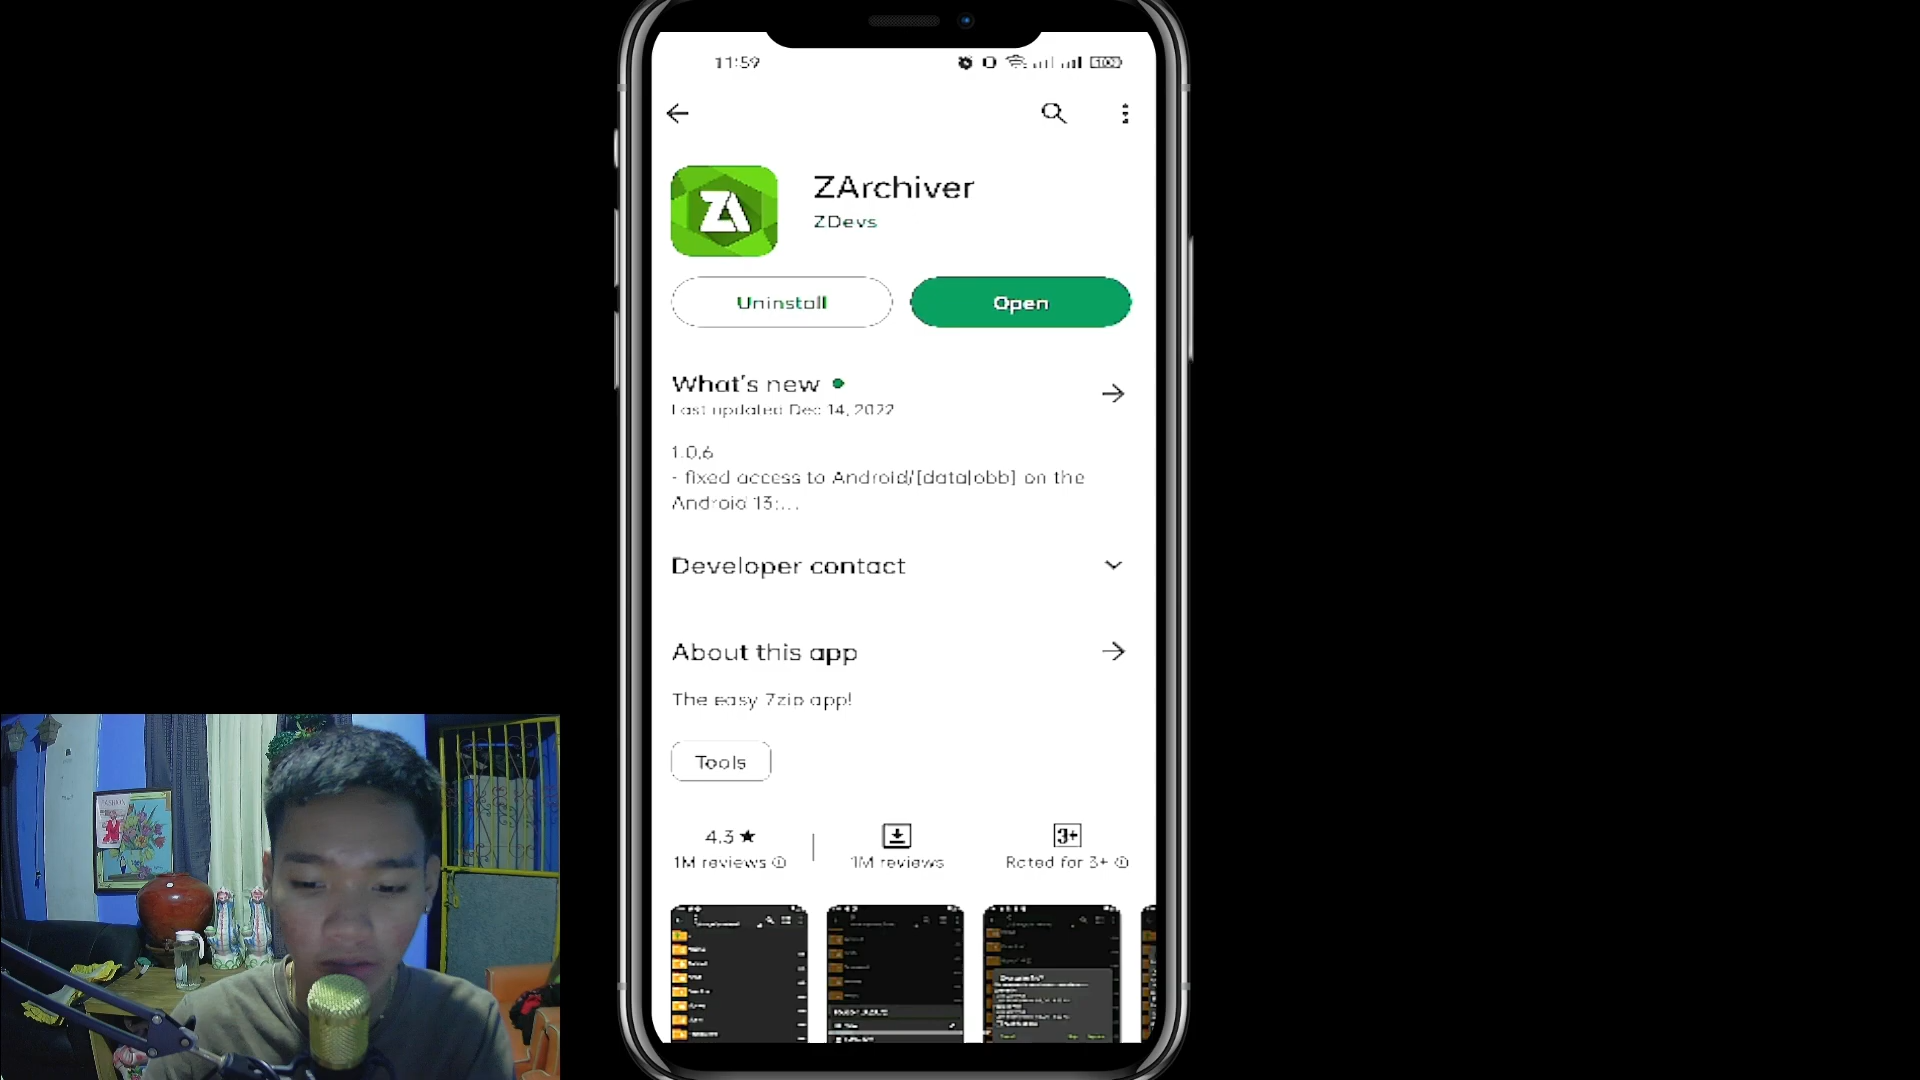 11:59
100
ZA
ZArchiver
ZDevs
Uninstall
Open
What's new
Last updated Dec 14, 2022
1.0.6
- fixed access to Android/[data|obb] on the
Android 13;...
Developer contact
About this app
The easy 7zip app!
Tools
4.3★
1M reviews
1M reviews
3+
Rated for 3+